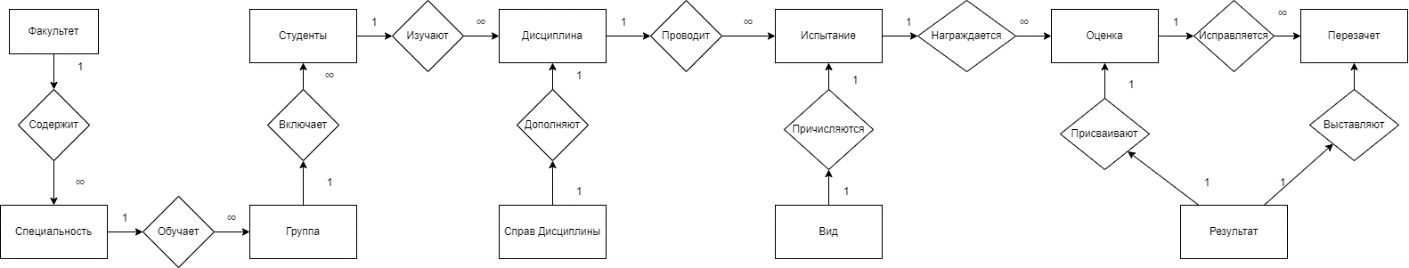 Факультет
1
Содержит
∞
Специальность
1
Обучает
∞
Группа
1
Включает
∞
Студенты
1
Изучают
∞
Дисциплина
1
Дополняют
1
Справ Дисциплины
1
Проводит
∞
Испытание
1
Причисляются
1
Вид
1
Награждается
∞
Оценка
1
Присваивают
1
Результат
1
Выставляют
1
Исправляется
∞
Перезачет